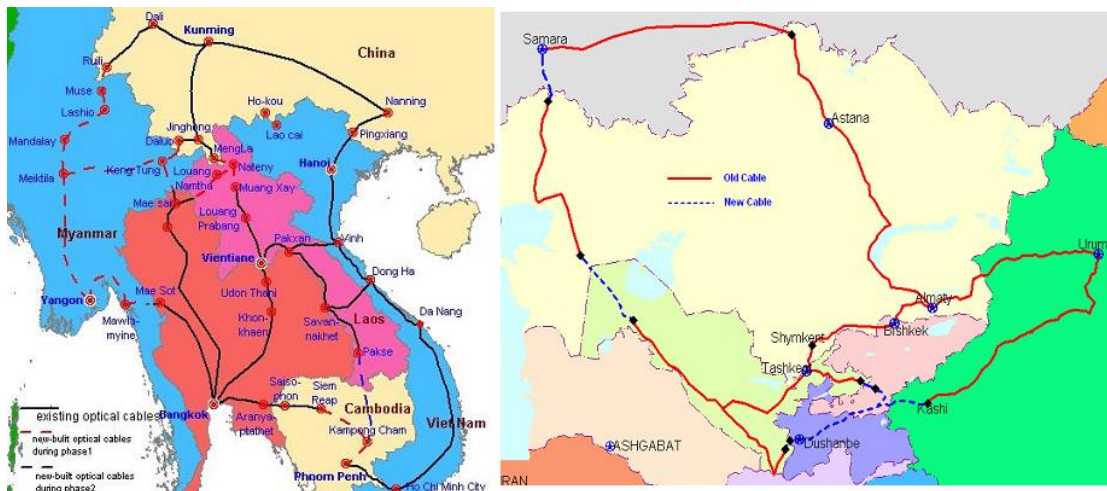 Dali
Kunming
China
Ruili
Muse
Lashio
Ho-kou
Nanning
Mandalay
Jinghong
Lao cai
Pingxiang
Daluo
MengLa
Hanoi
Meiktila
Keng Tung
Louang
Namtha
Nateny
Muang Xay
Mae sai
Myanmar
Louang
Prabang
Pakxan
Vinh
Vientiane
Dong Ha
Yangon
Mae Sot
Udon Thani
Mawla-
myine
Khon-
khaen
Savan-
nakhet
Laos
Da Nang
Pakse
Saiso-
phon
Siem
Reap
existing optical cables
Bangkok
Cambodia
Aranya-
ptathet
Viet Nam
new-built optical cables
during phase1
Kampong Cham
new-built optical cables
during phase2
Phnom Penh
Ho Chi Minh City
Samara
Astana
Old Cable
New Cable
Urum
Almaty
Bishkek
Shymkent
Tashken
Kashi
Dushanbe
ASHGABAT
RAN